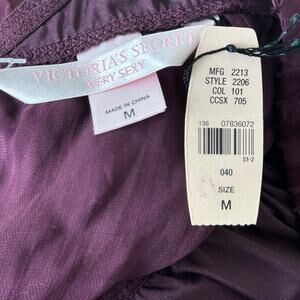 VICTORIA'S SECRET
VERY SEXY
MADE IN CHINA
M
MFG 2213
STYLE 2206
COL 101
CCSX 705
138 07836072
S1-2
040
SIZE
M